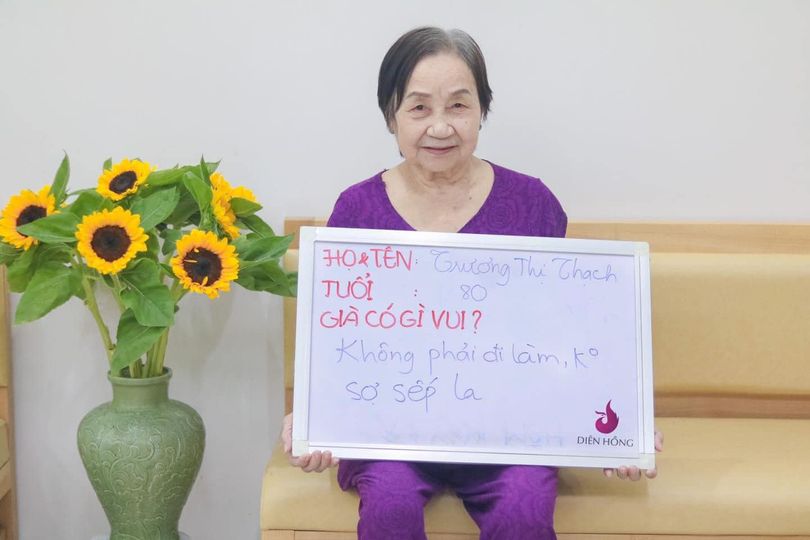 HỌ & TÊN: Trương Thị Thạch
TUỔI : 80
GIÀ CÓ GÌ VUI?
Không phải đi làm, k°
sợ sếp la
DIÊN HỒNG